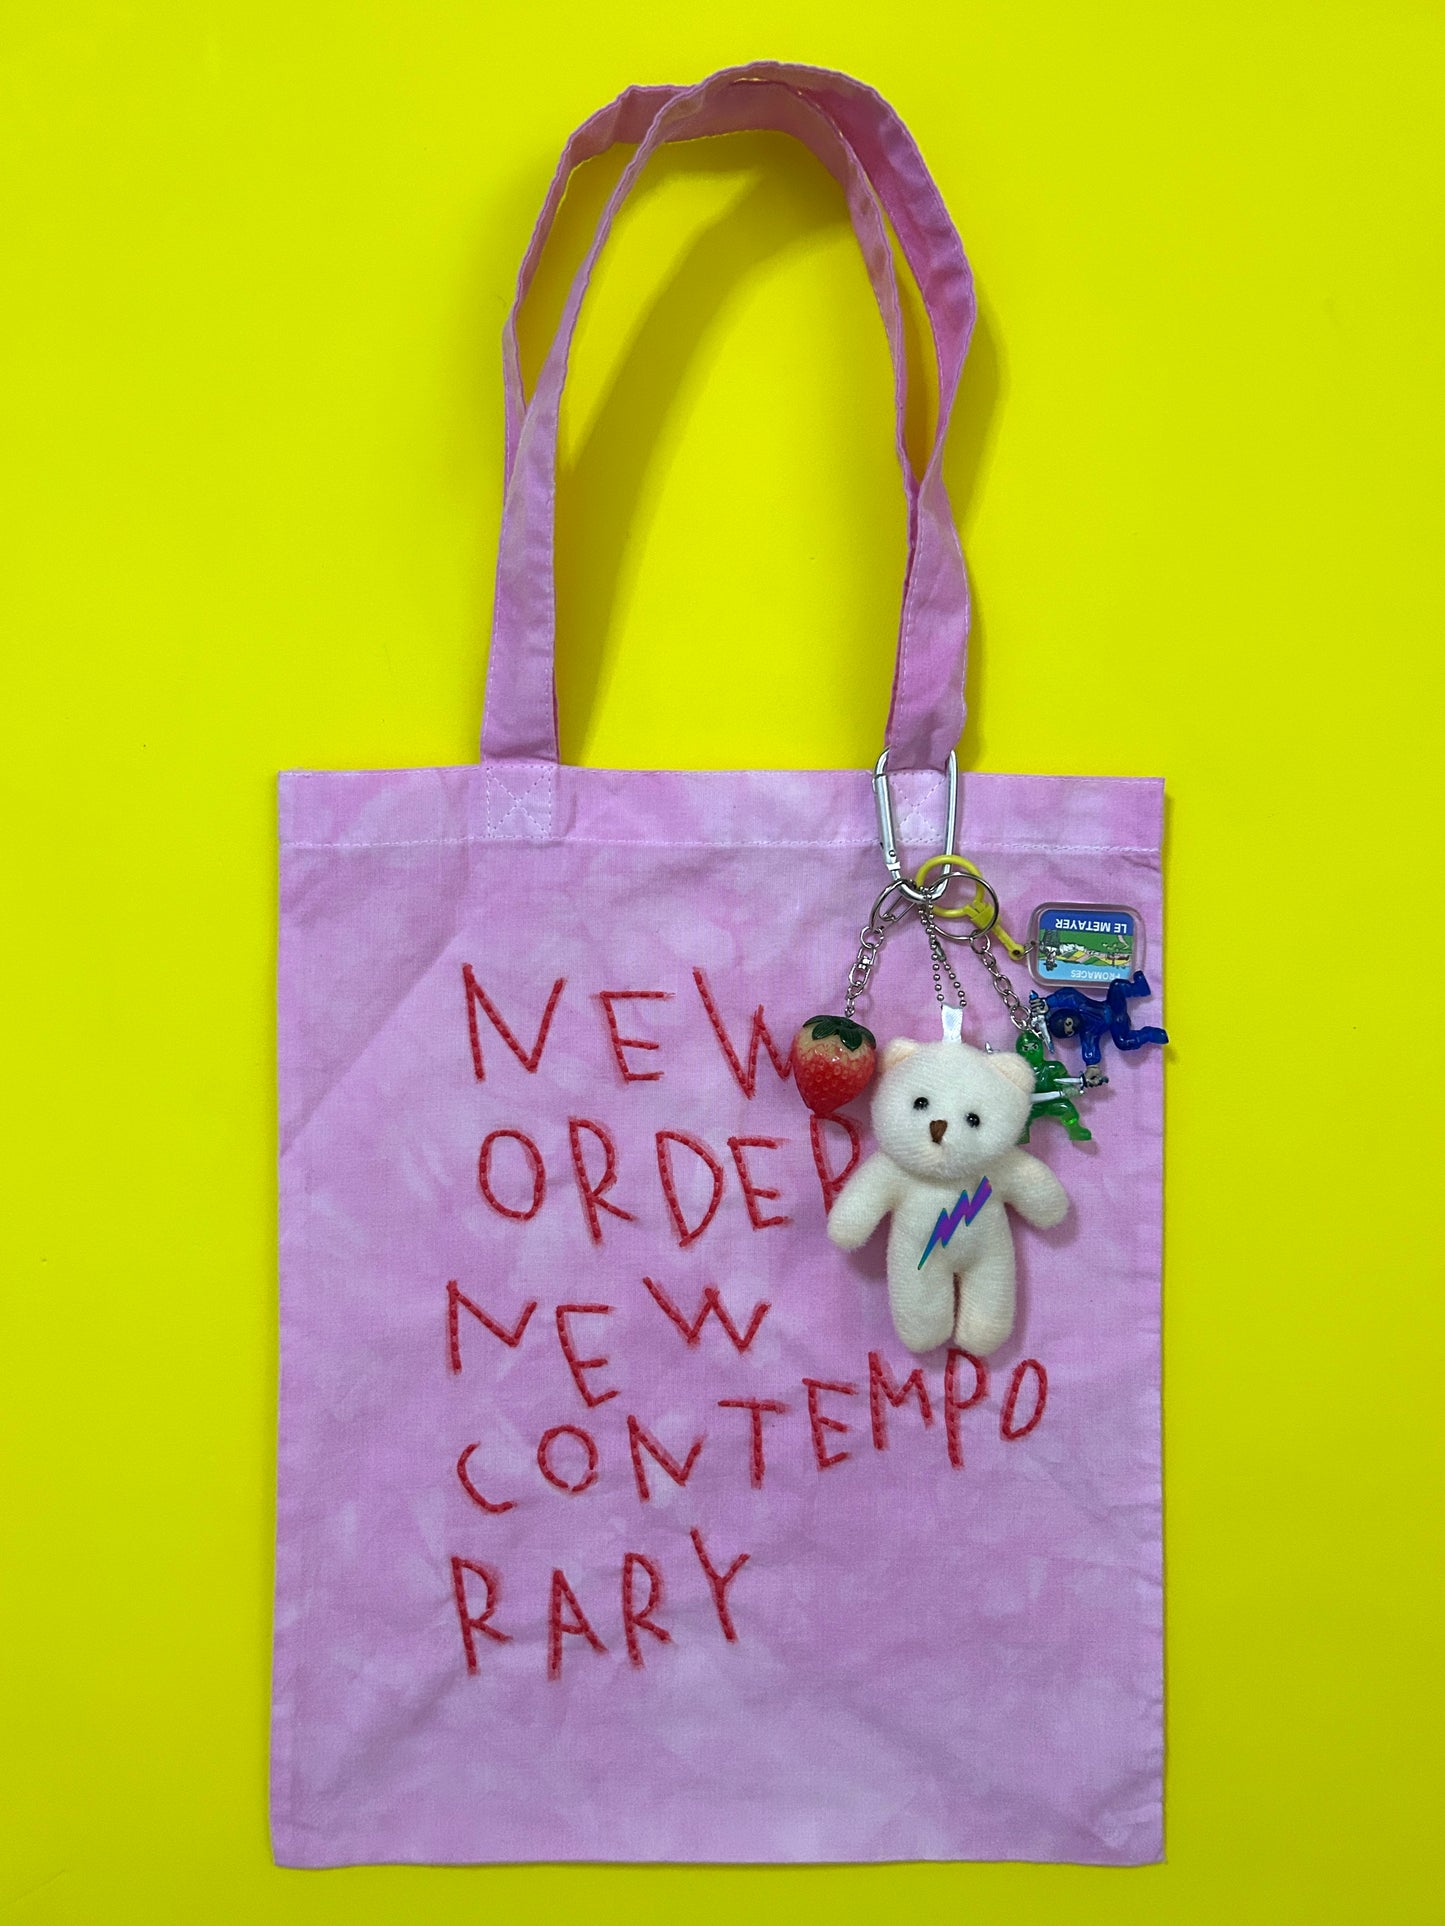 NEW
ORDER
NEW
CONTEMPO
RARY
LE METAYER
FROMAGES